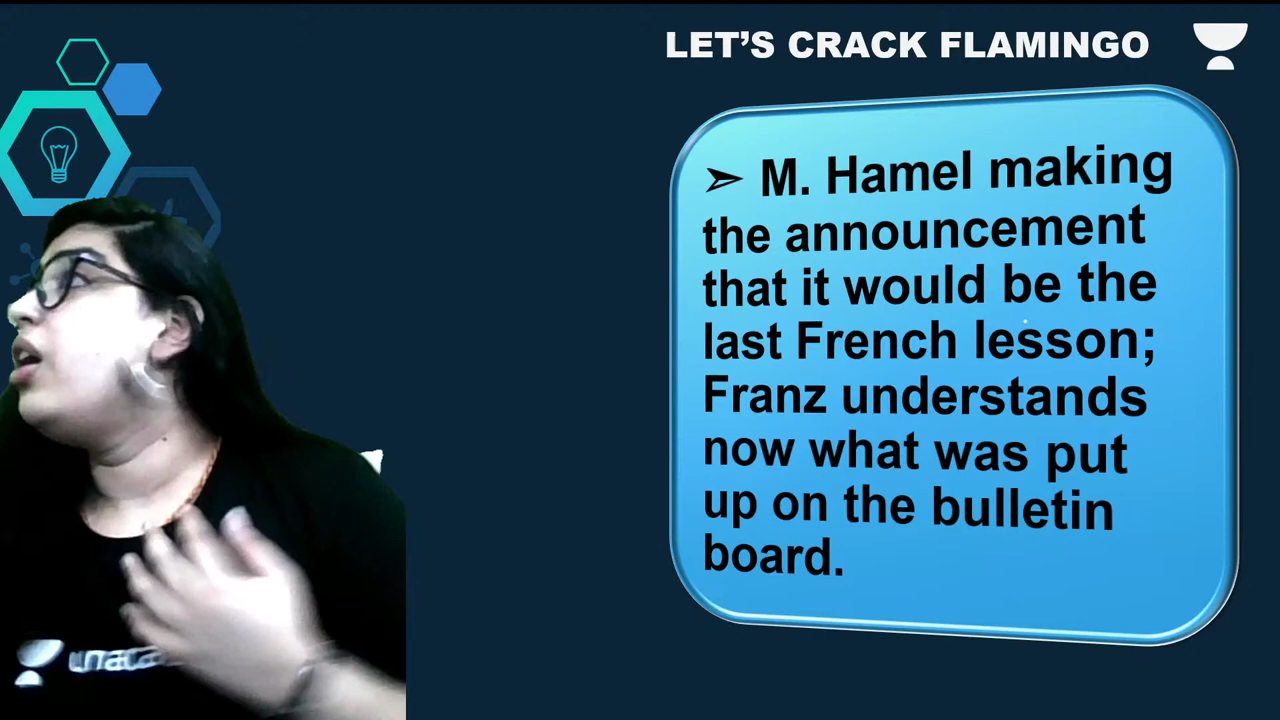 LET'S CRACK FLAMINGO
➢ M. Hamel making
the announcement
that it would be the
last French lesson;
Franz understands
now what was put
up on the bulletin
board.